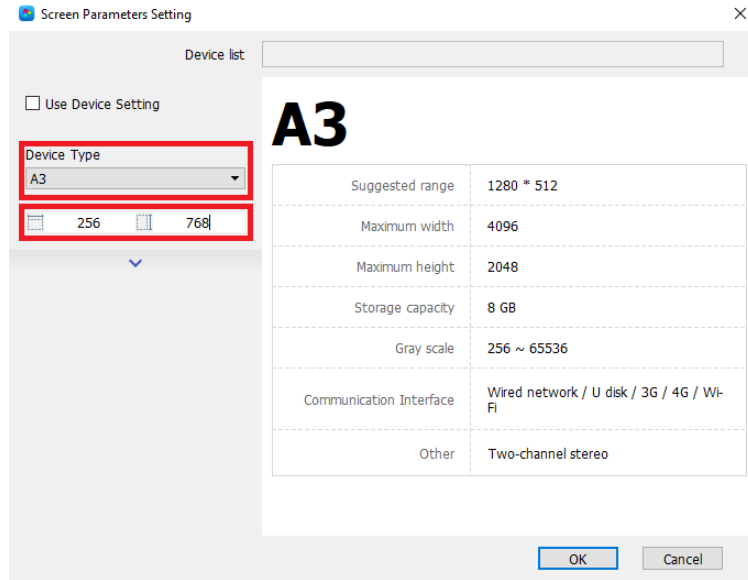 Screen Parameters Setting
Device list
Use Device Setting
Device Type
A3
256 768
A3
Suggested range 1280 * 512
Maximum width 4096
Maximum height 2048
Storage capacity 8 GB
Gray scale 256 ~ 65536
Communication Interface Wired network / U disk / 3G / 4G / Wi-
Fi
Other Two-channel stereo
OK Cancel